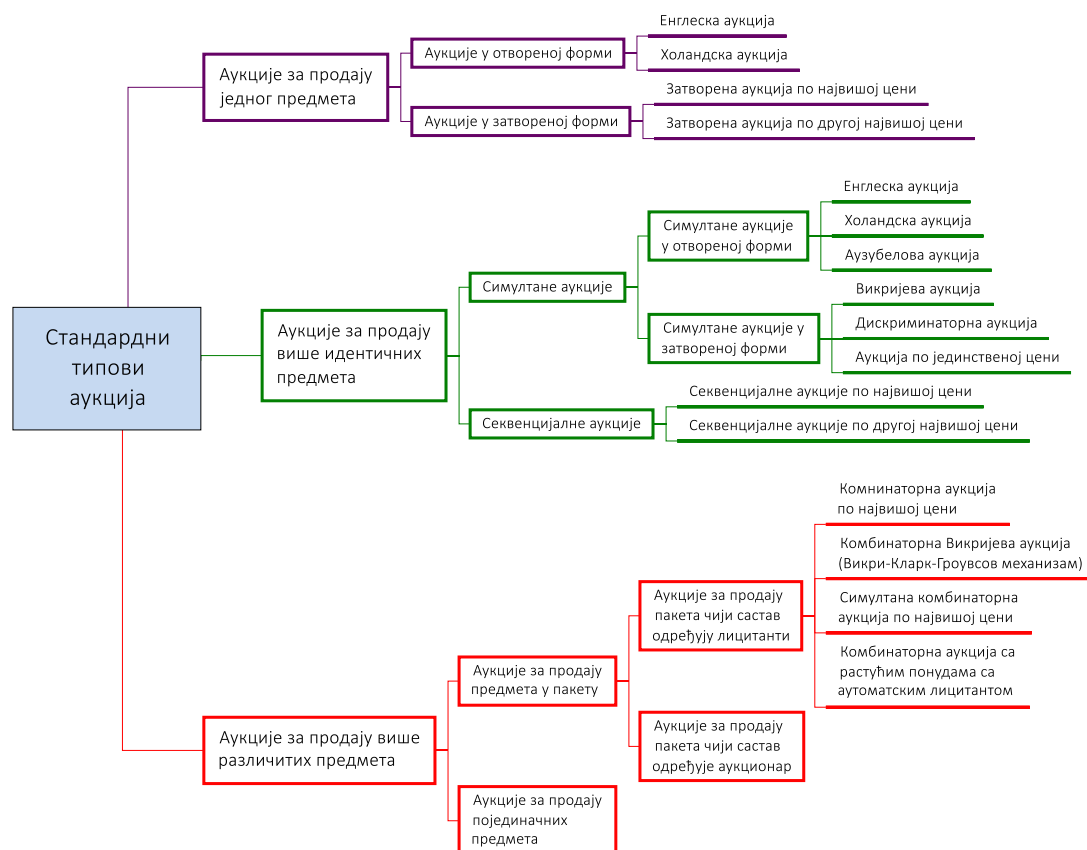 Стандардни
типови
аукција
Аукције за продају
једног предмета
Аукције у отвореној форми
Енглеска аукција
Холандска аукција
Аукције у затвореној форми
Затворена аукција по највишој цени
Затворена аукција по другој највишој цени
Аукције за продају
више идентичних
предмета
Симултане аукције
Симултане аукције
у отвореној форми
Енглеска аукција
Холандска аукција
Аузубелова аукција
Симултане аукције у
затвореној форми
Викријева аукција
Дискриминаторна аукција
Аукција по јединственој цени
Секвенцијалне аукције
Секвенцијалне аукције по највишој цени
Секвенцијалне аукције по другој највишој цени
Аукције за продају више
различитих предмета
Аукције за продају
предмета у пакету
Аукције за продају
пакета чији састав
одређују лицитанти
Комнинаторна аукција
по највишој цени
Комбинаторна Викријева аукција
(Викри-Кларк-Гроувсов механизам)
Симултана комбинаторна
аукција по највишој цени
Комбинаторна аукција са
растућим понудама са
аутоматским лицитантом
Аукције за продају
пакета чији састав
одређује аукционар
Аукције за продају
појединачних
предмета